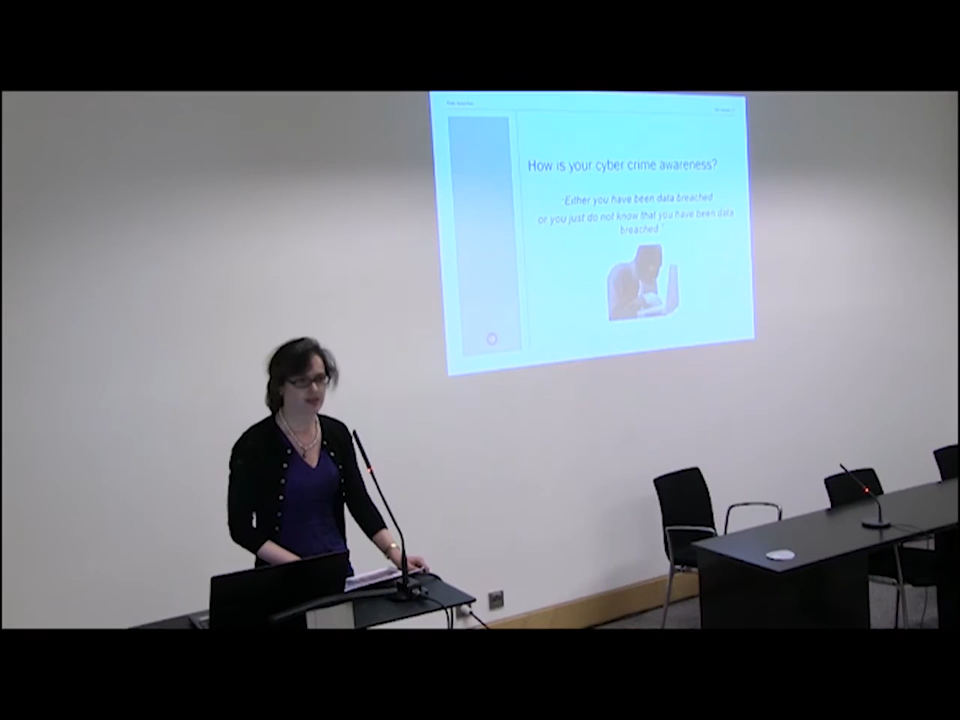 How is your cyber crime awareness?
"Either you have been data breached
or you just do not know that you have been data
breached."